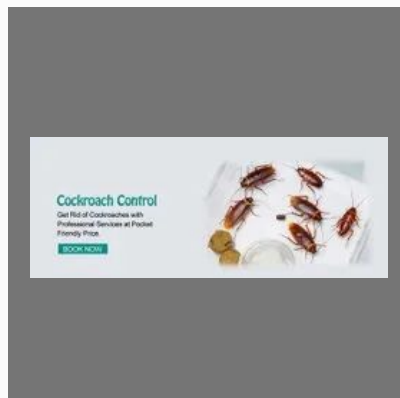 Cockroach Control
Get Rid of Cockroaches with
Professional Services at Pocket
Friendly Price.
BOOK NOW